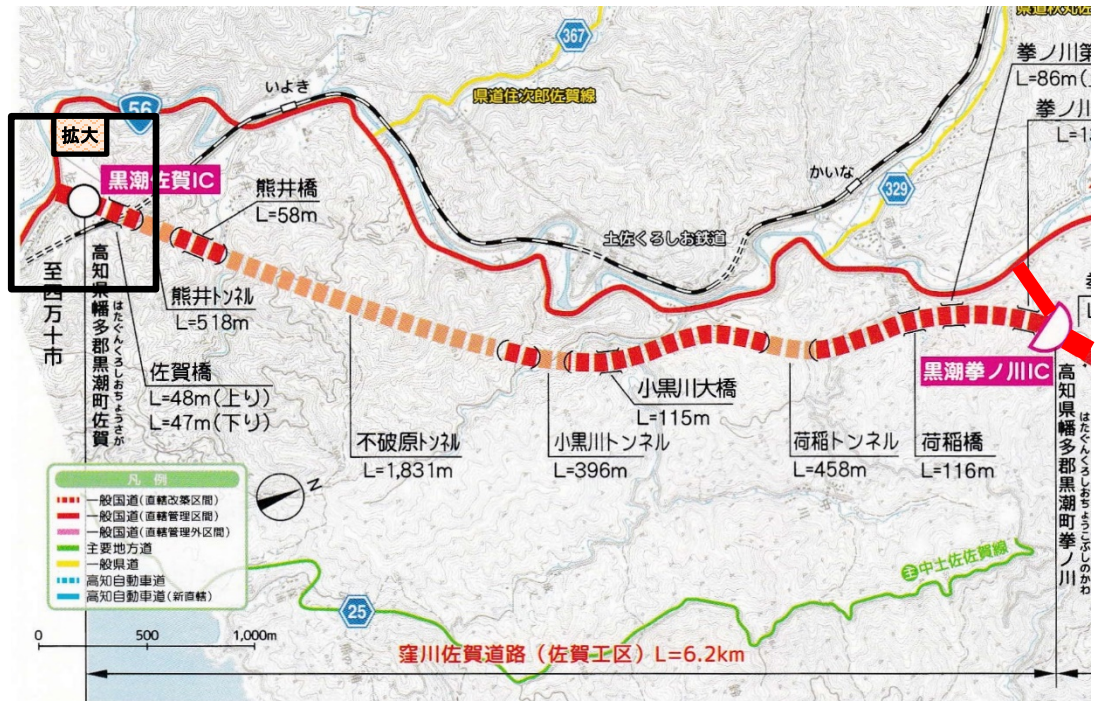 県道秋丸佐
367
拳ノ川第
L=86m(
いよき
56
県道住次郎佐賀線
拳ノ川
拡大
黒潮佐賀IC
熊井橋
L=58m
かいな
329
土佐くろしお鉄道
至四万十市
高知県幡多郡黒潮町佐賀
はたぐんくろしおちょうさが
熊井トンネル
L=518m
佐賀橋
L=48m(上り)
L=47m(下り)
不破原トンネル
L=1,831m
小黒川トンネル
L=396m
小黒川大橋
L=115m
荷稲トンネル
L=458m
荷稲橋
L=116m
黒潮拳ノ川IC
高知県幡多郡黒潮町拳ノ川
はたぐんくろしおちょうこぶしのかわ
凡例
一般国道(直轄改築区間)
一般国道(直轄管理区間)
一般国道(直轄管理外区間)
主要地方道
一般県道
高知自動車道
高知自動車道(新直轄)
N
主中土佐佐賀線
25
0 500 1,000m
窪川佐賀道路(佐賀工区)L=6.2km